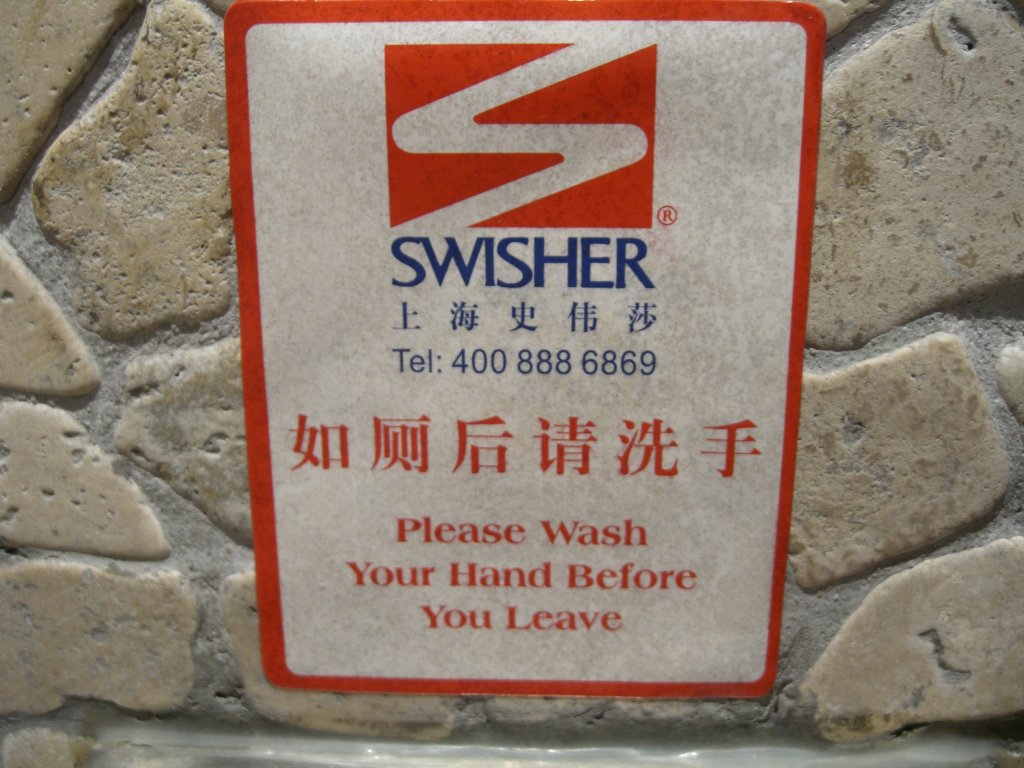 ®
SWISHER
上海史伟莎
Tel: 400 888 6869
如厕后请洗手
Please Wash
Your Hand Before
You Leave